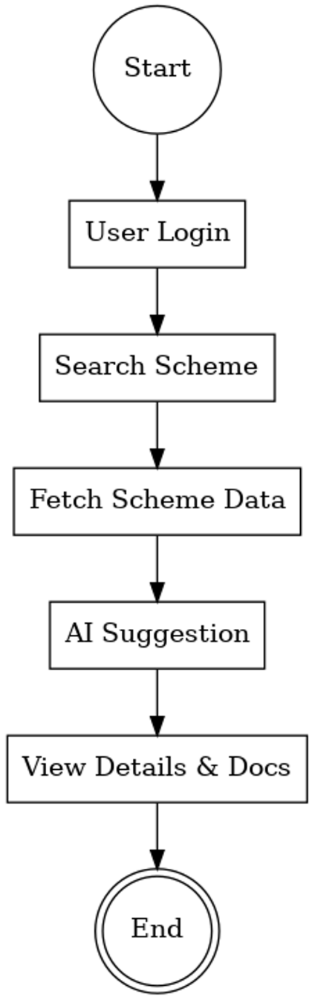 Start
User Login
Search Scheme
Fetch Scheme Data
AI Suggestion
View Details & Docs
End